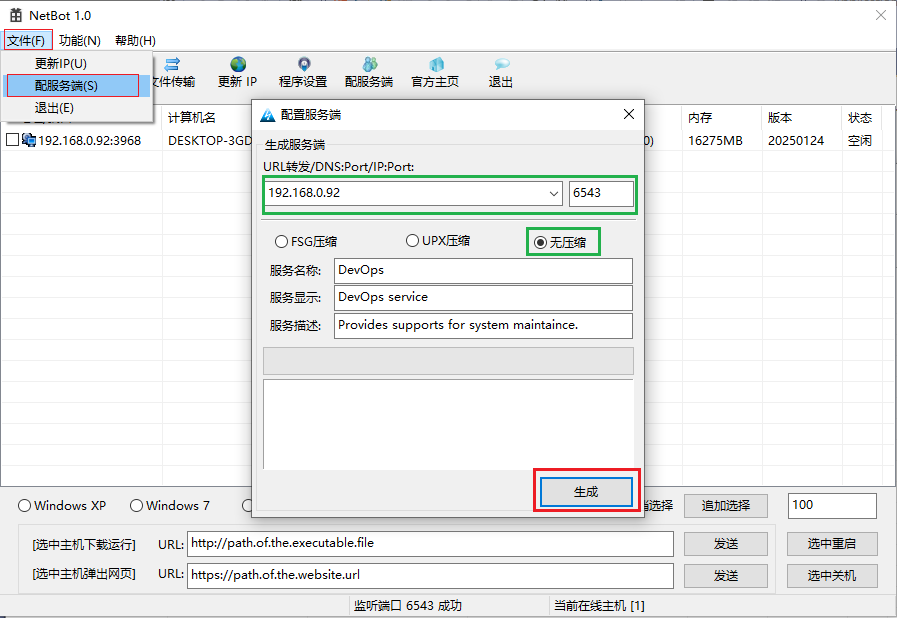 NetBot 1.0
文件(F) 功能(N) 帮助(H)
更新IP(U)
配服务端(S)
退出(E)
文件传输 更新 IP 程序设置 配服务端 官方主页 退出
计算机名 内存 版本 状态
192.168.0.92:3968 DESKTOP-3GD 0) 16275MB 20250124 空闲
配置服务端
生成服务端
URL转发/DNS:Port/IP:Port:
192.168.0.92 6543
FSG压缩 UPX压缩 无压缩
服务名称: DevOps
服务显示: DevOps service
服务描述: Provides supports for system maintaince.
生成
Windows XP Windows 7 选择 追加选择 100
[选中主机下载运行] URL: http://path.of.the.executable.file 发送 选中重启
[选中主机弹出网页] URL: https://path.of.the.website.url 发送 选中关机
监听端口 6543 成功 当前在线主机 [1]